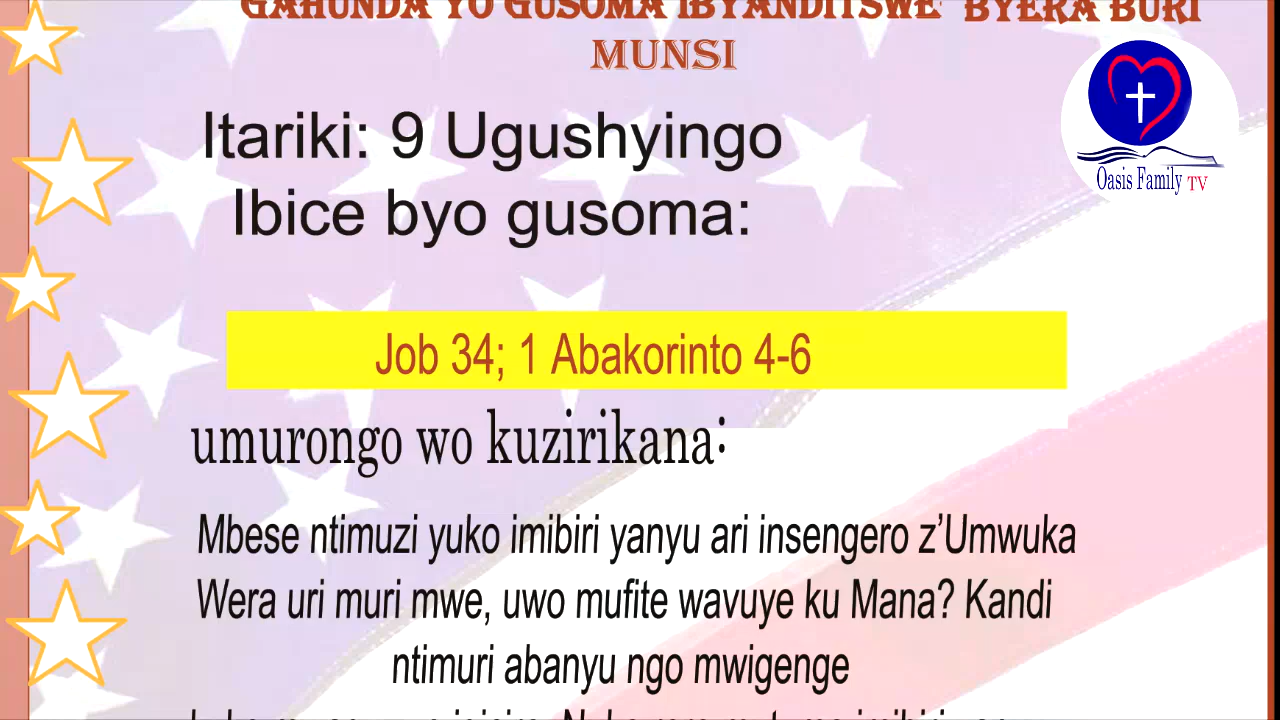 GAHUNDA YO GUSOMA IBYANDITSWE BYERA BURI
MUNSI
Oasis Family TV
Itariki: 9 Ugushyingo
Ibice byo gusoma:
Job 34; 1 Abakorinto 4-6
umurongo wo kuzirikana:
Mbese ntimuzi yuko imibiri yanyu ari insengero z’Umwuka
Wera uri muri mwe, uwo mufite wavuye ku Mana? Kandi
ntimuri abanyu ngo mwigenge